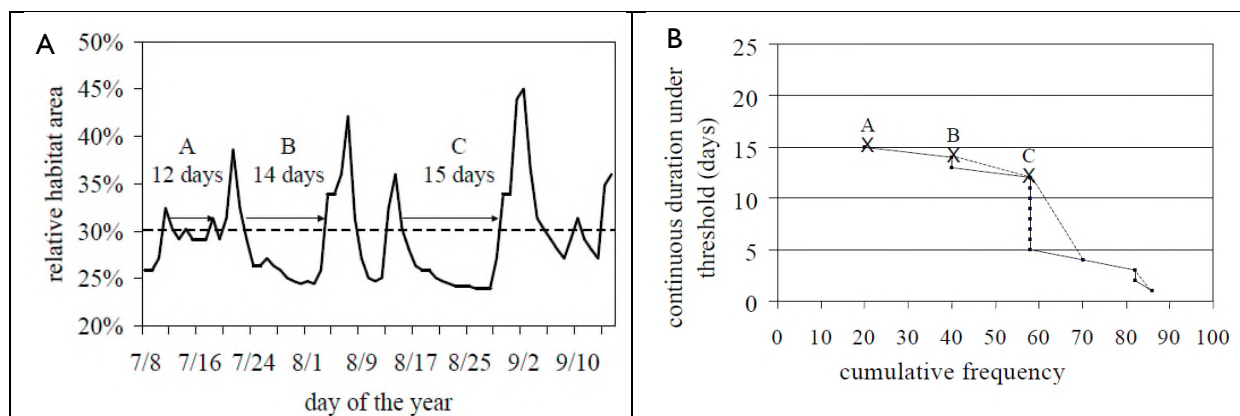 A
50%
45%
40%
35%
30%
25%
20%
relative habitat area
A
12 days
B
14 days
C
15 days
7/8 7/16 7/24 8/1 8/9 8/17 8/25 9/2 9/10
day of the year
B
25
20
15
10
5
0
continuous duration under
threshold (days)
A
B
C
0 10 20 30 40 50 60 70 80 90 100
cumulative frequency